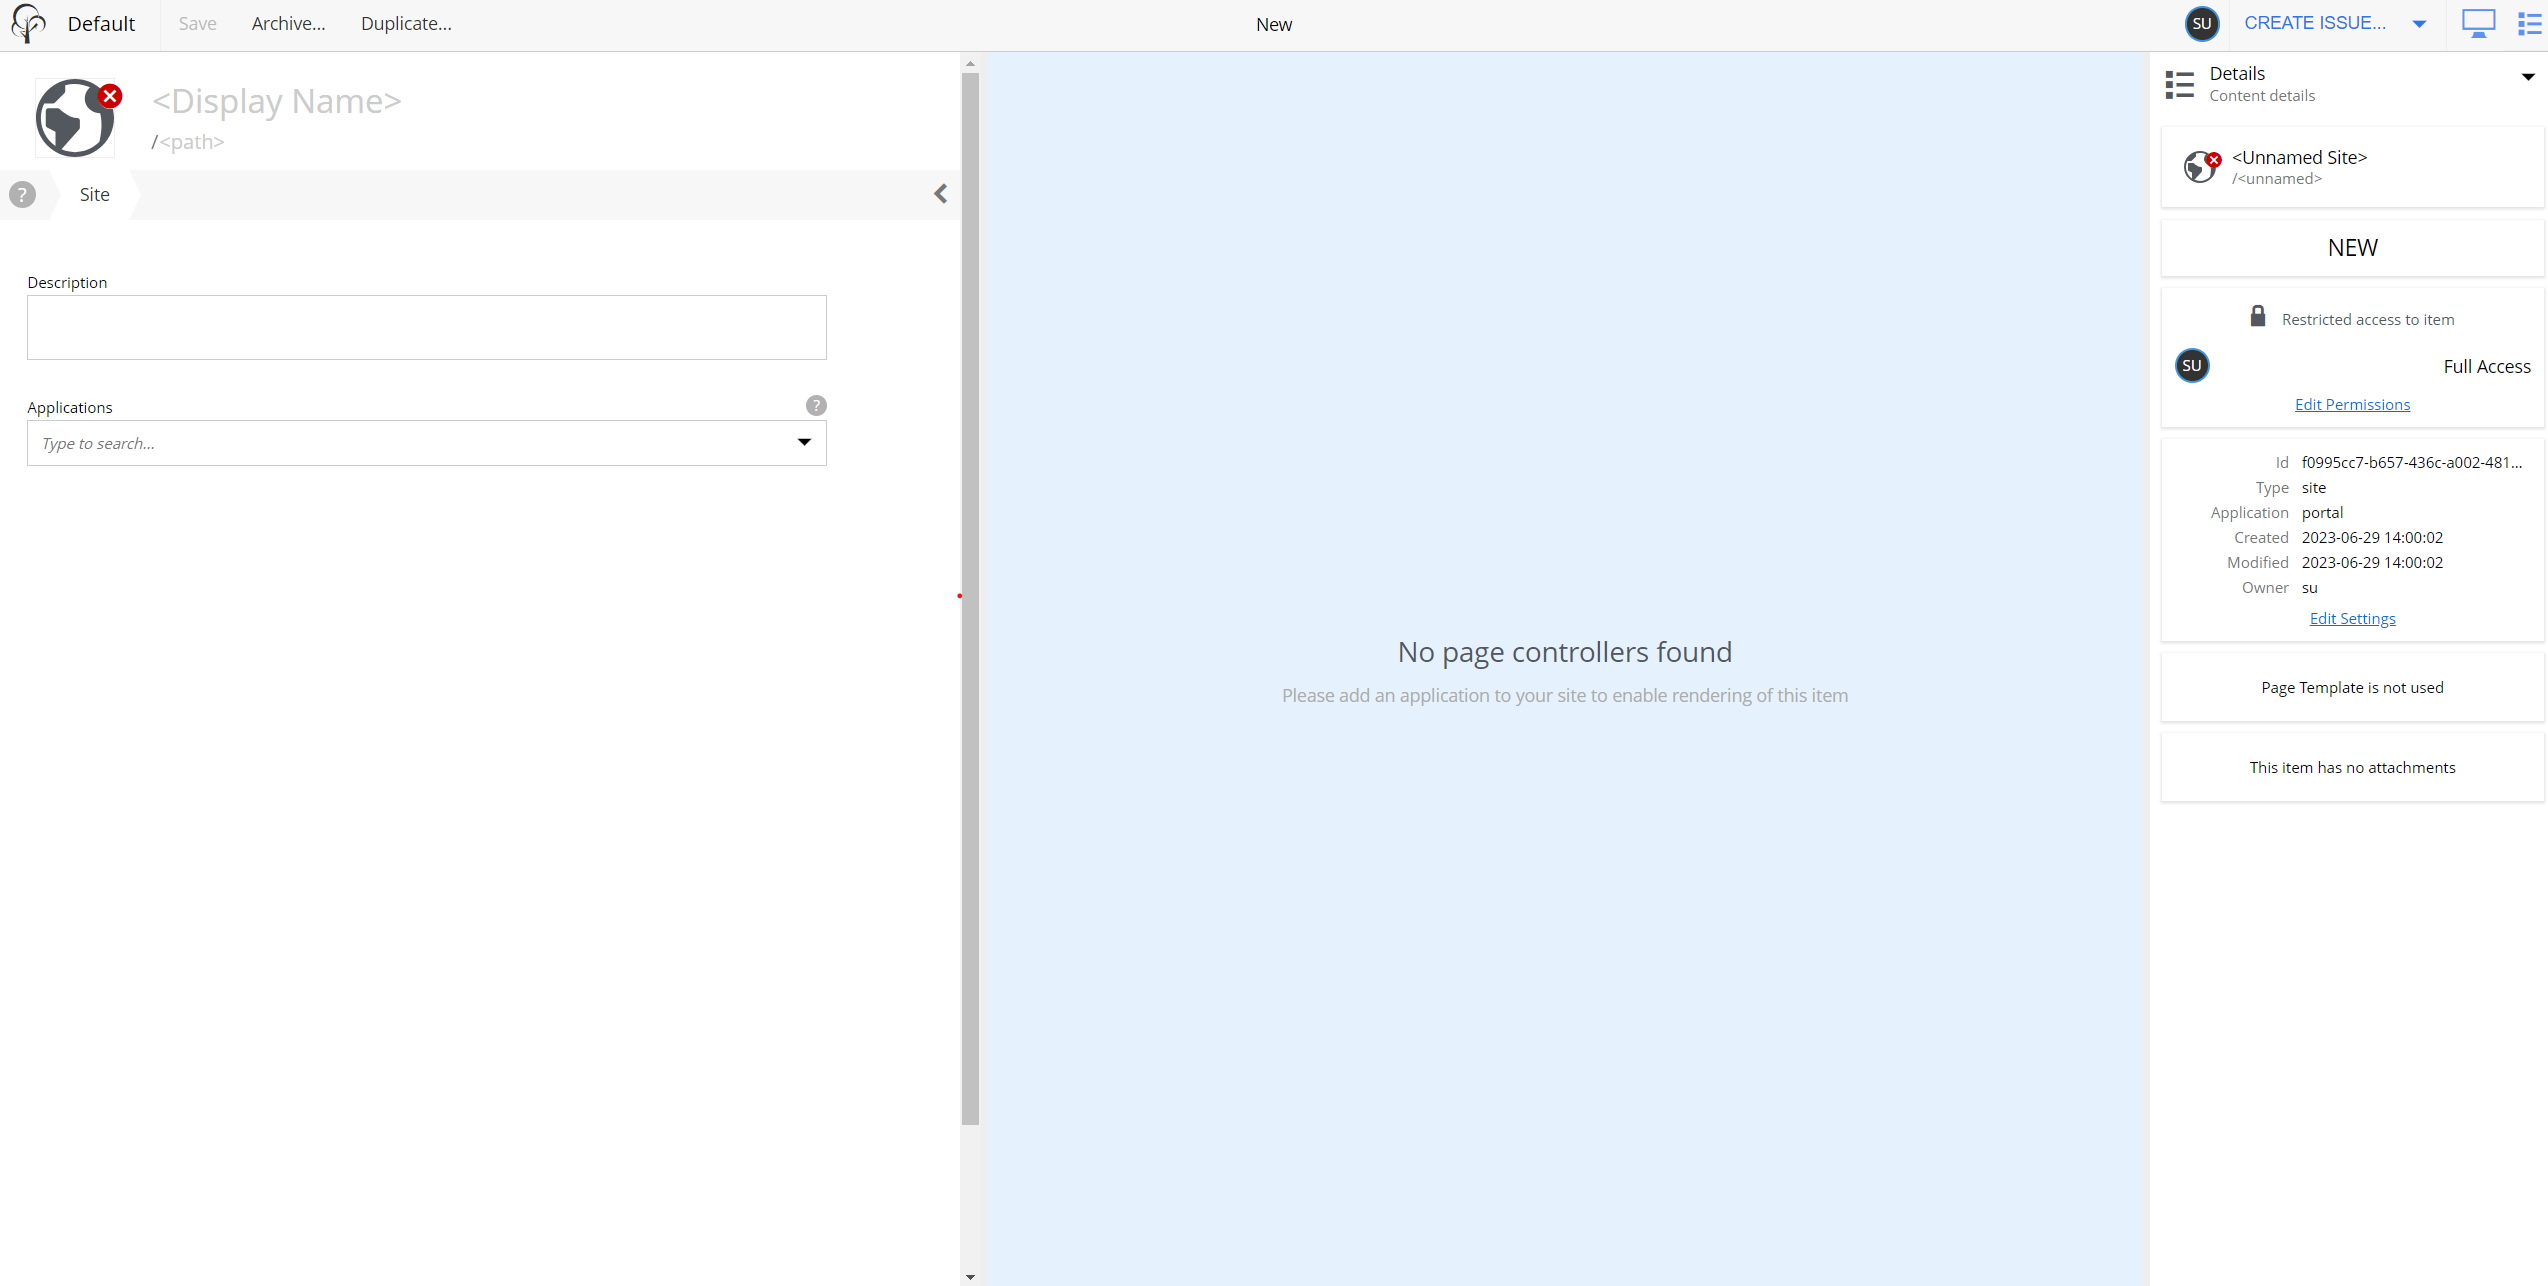 Default
Save
Archive...
Duplicate...
New
SU
CREATE ISSUE...
<Display Name>
/<path>
?
Site
Description
Applications
?
Type to search...
No page controllers found
Please add an application to your site to enable rendering of this item
Details
Content details
<Unnamed Site>
/<unnamed>
NEW
Restricted access to item
SU
Full Access
Edit Permissions
Id f0995cc7-b657-436c-a002-481...
Type site
Application portal
Created 2023-06-29 14:00:02
Modified 2023-06-29 14:00:02
Owner su
Edit Settings
Page Template is not used
This item has no attachments